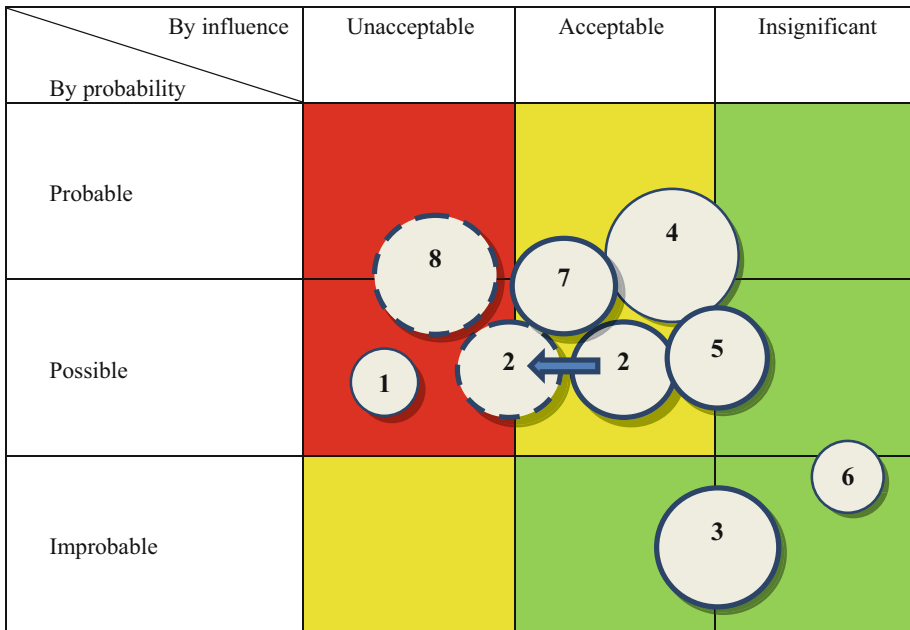 By influence
Unacceptable
Acceptable
Insignificant
By probability
Probable
4
8
7
Possible
2
2
5
1
6
Improbable
3